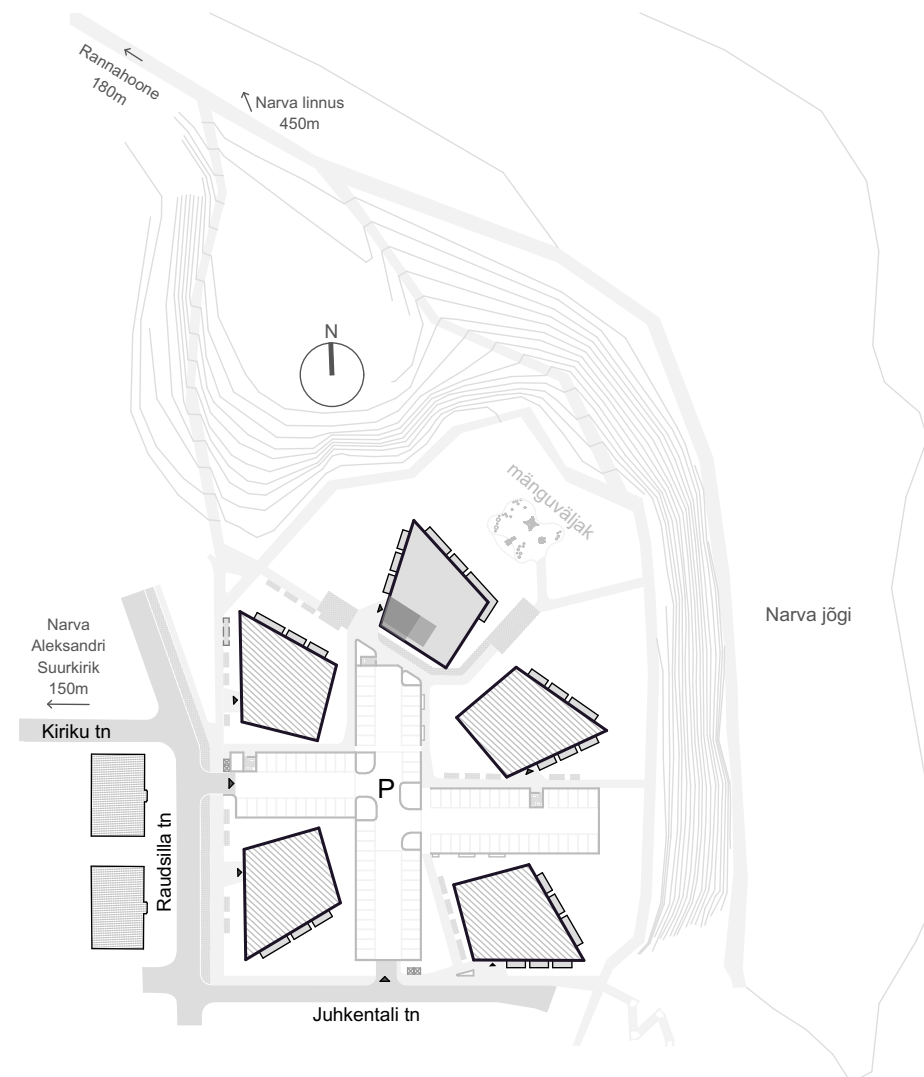 Rannahoone
180m
Narva linnus
450m
N
mänguväljak
Narva jõgi
Narva
Aleksandri
Suurkirik
150m
Kiriku tn
P
Raudsilla tn
Juhkentali tn